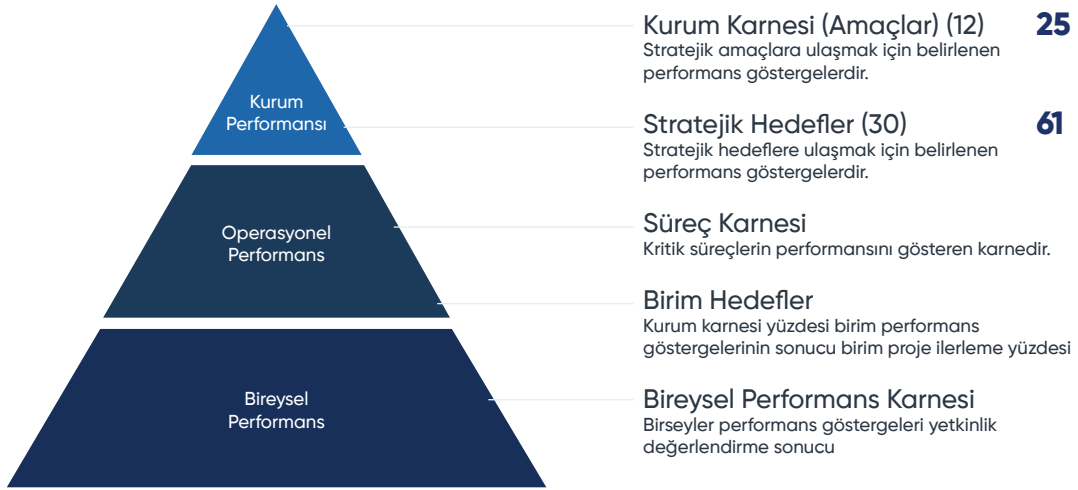 Kurum
Performansı
Operasyonel
Performans
Bireysel
Performans
Kurum Karnesi (Amaçlar) (12) 25
Stratejik amaçlara ulaşmak için belirlenen
performans göstergelerdir.
Stratejik Hedefler (30) 61
Stratejik hedeflere ulaşmak için belirlenen
performans göstergelerdir.
Süreç Karnesi
Kritik süreçlerin performansını gösteren karnedir.
Birim Hedefler
Kurum karnesi yüzdesi birim performans
göstergelerinin sonucu birim proje ilerleme yüzdesi
Bireysel Performans Karnesi
Birseyler performans göstergeleri yetkinlik
değerlendirme sonucu